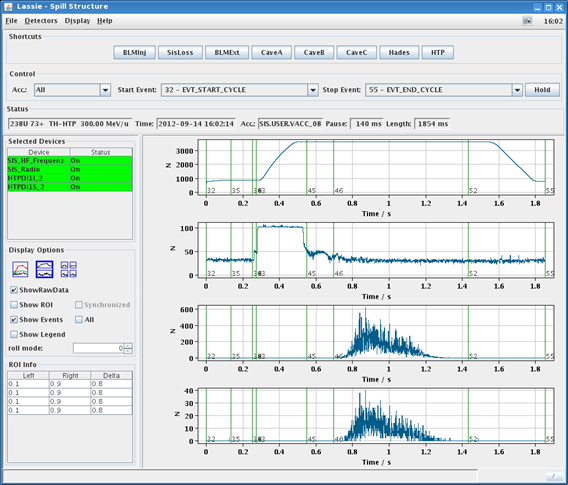 Lassie - Spill Structure
File Detectors Display Help 16:02
Shortcuts
BLMInj SisLoss BLMExt CaveA CaveB CaveC Hades HTP
Control
Acc.: All Start Event: 32 - EVT_START_CYCLE Stop Event: 55 - EVT_END_CYCLE Hold
Status
238U 73+ TH-HTP 300.00 MeV/u Time: 2012-09-14 16:02:14 Acc.: SIS.USER.VACC_08 Pause: 140 ms Length: 1854 ms
Selected Devices
Device Status
SIS_HF_Frequenz On
SIS_Radio On
HTPDI1I_2 On
HTPDI1S_2 On
Display Options
ShowRawData
Show ROI Synchronized
Show Events All
Show Legend
roll mode: 0
ROI Info
Left Right Delta
0.1 0.9 0.8
0.1 0.9 0.8
0.1 0.9 0.8
0.1 0.9 0.8
3000
2000
1000
0
N
32 35 45 46 52 55
0 0.2 0.4 0.6 0.8 1.0 1.2 1.4 1.6 1.8
Time / s
100
50
0
N
32 35 45 46 52 55
0 0.2 0.4 0.6 0.8 1.0 1.2 1.4 1.6 1.8
Time / s
600
400
200
0
N
32 35 45 46 52 55
0 0.2 0.4 0.6 0.8 1.0 1.2 1.4 1.6 1.8
Time / s
40
30
20
10
0
N
32 35 45 46 52 55
0 0.2 0.4 0.6 0.8 1.0 1.2 1.4 1.6 1.8
Time / s